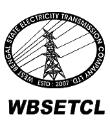 WEST BENGAL STATE ELECTRICITY TRANSMISSION COMPANY LTD
ESTD : 2007
WBSETCL